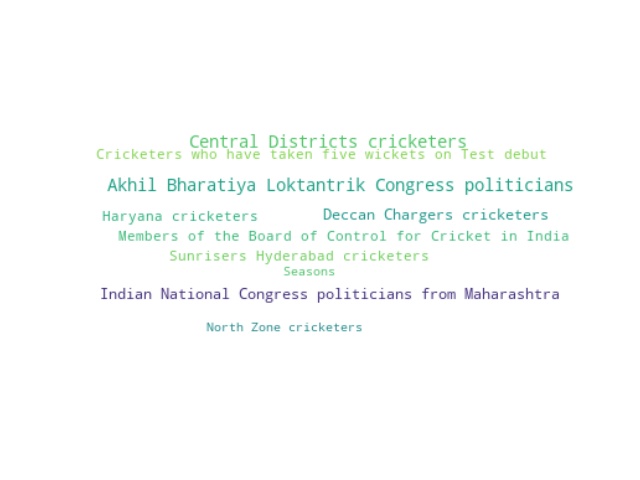 Central Districts cricketers
Cricketers who have taken five wickets on Test debut
Akhil Bharatiya Loktantrik Congress politicians
Haryana cricketers
Deccan Chargers cricketers
Members of the Board of Control for Cricket in India
Sunrisers Hyderabad cricketers
Seasons
Indian National Congress politicians from Maharashtra
North Zone cricketers